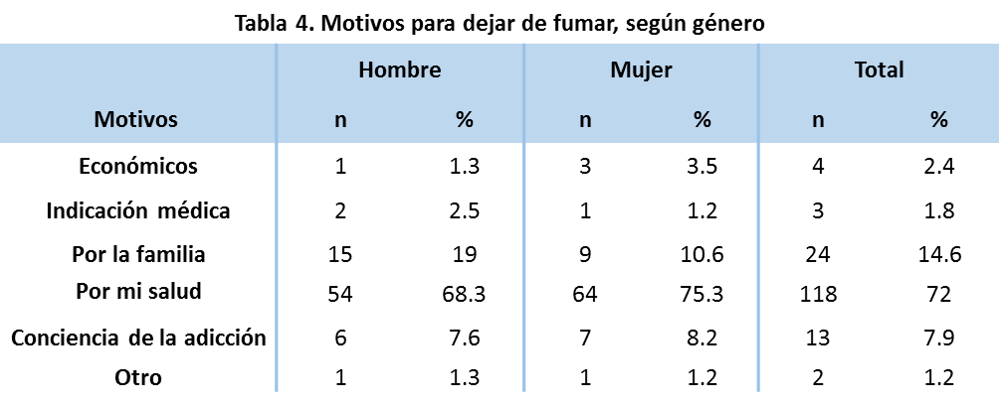 Tabla 4. Motivos para dejar de fumar, según género
Hombre Mujer Total
Motivos n % n % n %
Económicos 1 1.3 3 3.5 4 2.4
Indicación médica 2 2.5 1 1.2 3 1.8
Por la familia 15 19 9 10.6 24 14.6
Por mi salud 54 68.3 64 75.3 118 72
Conciencia de la adicción 6 7.6 7 8.2 13 7.9
Otro 1 1.3 1 1.2 2 1.2